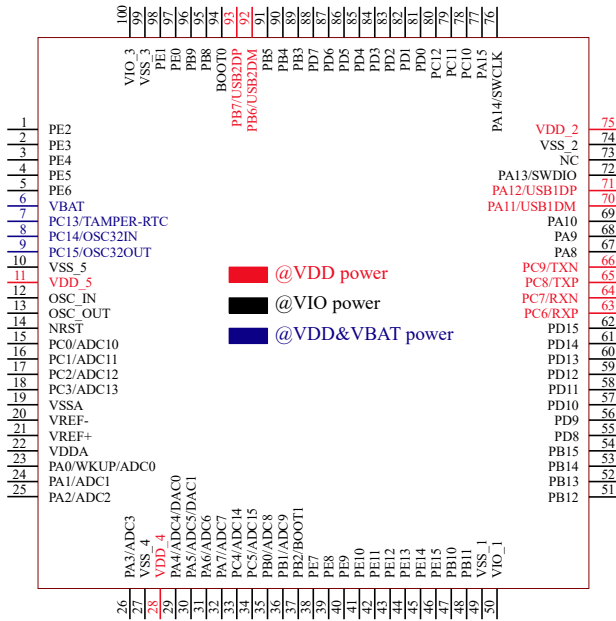 100 99 98 97 96 95 94 93 92 91 90 89 88 87 86 85 84 83 82 81 80 79 78 77 76
VIO_3
VSS_3
PE1
PE0
PB9
PB8
BOOT0
PB7/USB2DP
PB6/USB2DM
PB5
PB4
PB3
PD7
PD6
PD5
PD4
PD3
PD2
PD1
PD0
PC12
PC11
PC10
PA15
PA14/SWCLK
1 PE2
2 PE3
3 PE4
4 PE5
5 PE6
6 VBAT
7 PC13/TAMPER-RTC
8 PC14/OSC32IN
9 PC15/OSC32OUT
10 VSS_5
11 VDD_5
12 OSC_IN
13 OSC_OUT
14 NRST
15 PC0/ADC10
16 PC1/ADC11
17 PC2/ADC12
18 PC3/ADC13
19 VSSA
20 VREF-
21 VREF+
22 VDDA
23 PA0/WKUP/ADC0
24 PA1/ADC1
25 PA2/ADC2
@VDD power
@VIO power
@VDD&VBAT power
VDD_2 75
VSS_2 74
NC 73
PA13/SWDIO 72
PA12/USB1DP 71
PA11/USB1DM 70
PA10 69
PA9 68
PA8 67
PC9/TXN 66
PC8/TXP 65
PC7/RXN 64
PC6/RXP 63
PD15 62
PD14 61
PD13 60
PD12 59
PD11 58
PD10 57
PD9 56
PD8 55
PB15 54
PB14 53
PB13 52
PB12 51
PA3/ADC3
VSS_4
VDD_4
PA4/ADC4/DAC0
PA5/ADC5/DAC1
PA6/ADC6
PA7/ADC7
PC4/ADC14
PC5/ADC15
PB0/ADC8
PB1/ADC9
PB2/BOOT1
PE7
PE8
PE9
PE10
PE11
PE12
PE13
PE14
PE15
PB10
PB11
VSS_1
VIO_1
26 27 28 29 30 31 32 33 34 35 36 37 38 39 40 41 42 43 44 45 46 47 48 49 50